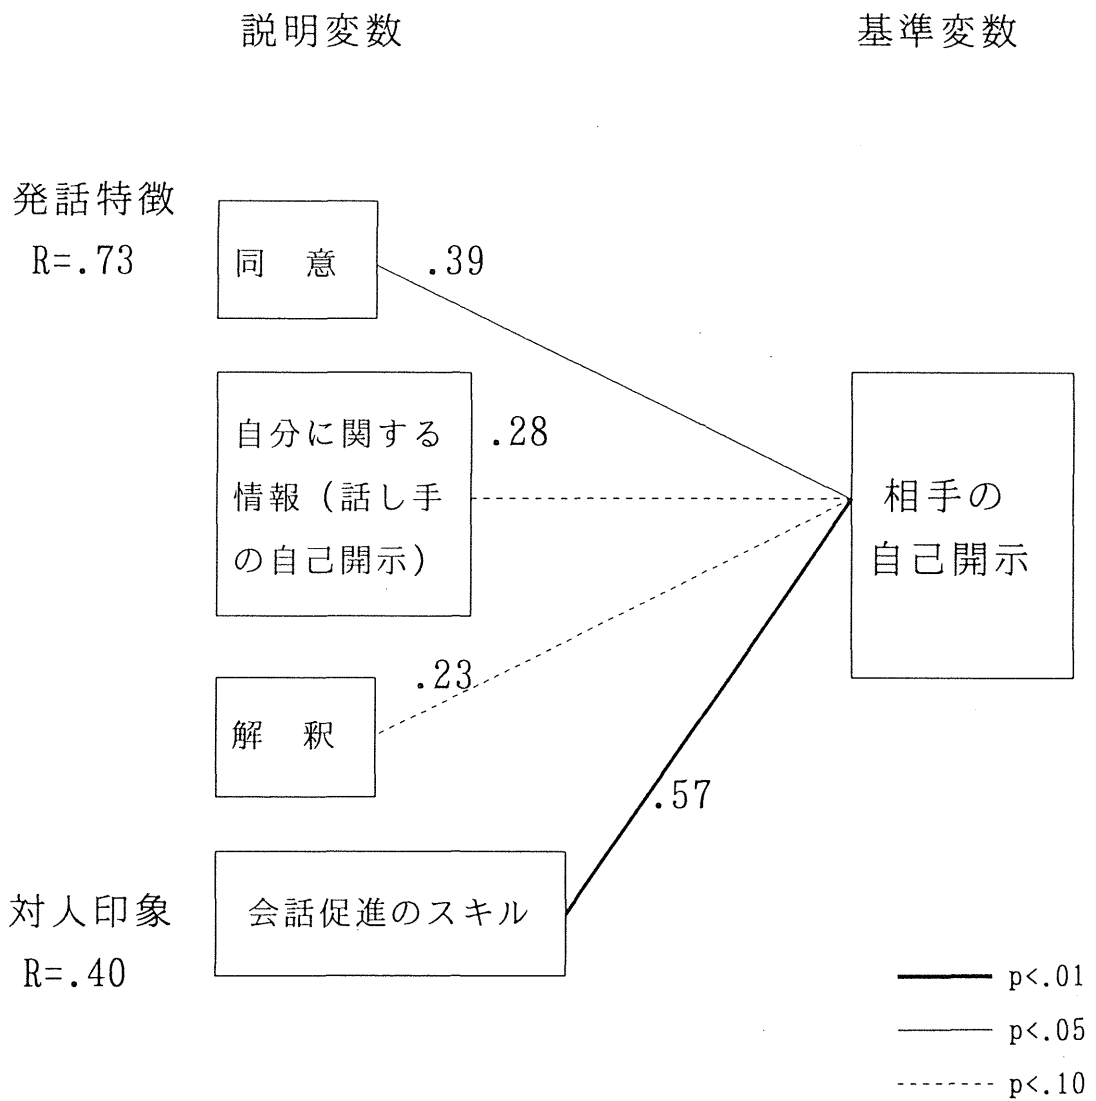 説明変数
基準変数
発話特徴
R=.73
同 意
.39
自分に関する
情報(話し手
の自己開示)
.28
相手の
自己開示
解 釈
.23
.57
対人印象
R=.40
会話促進のスキル
p<.01
p<.05
p<.10